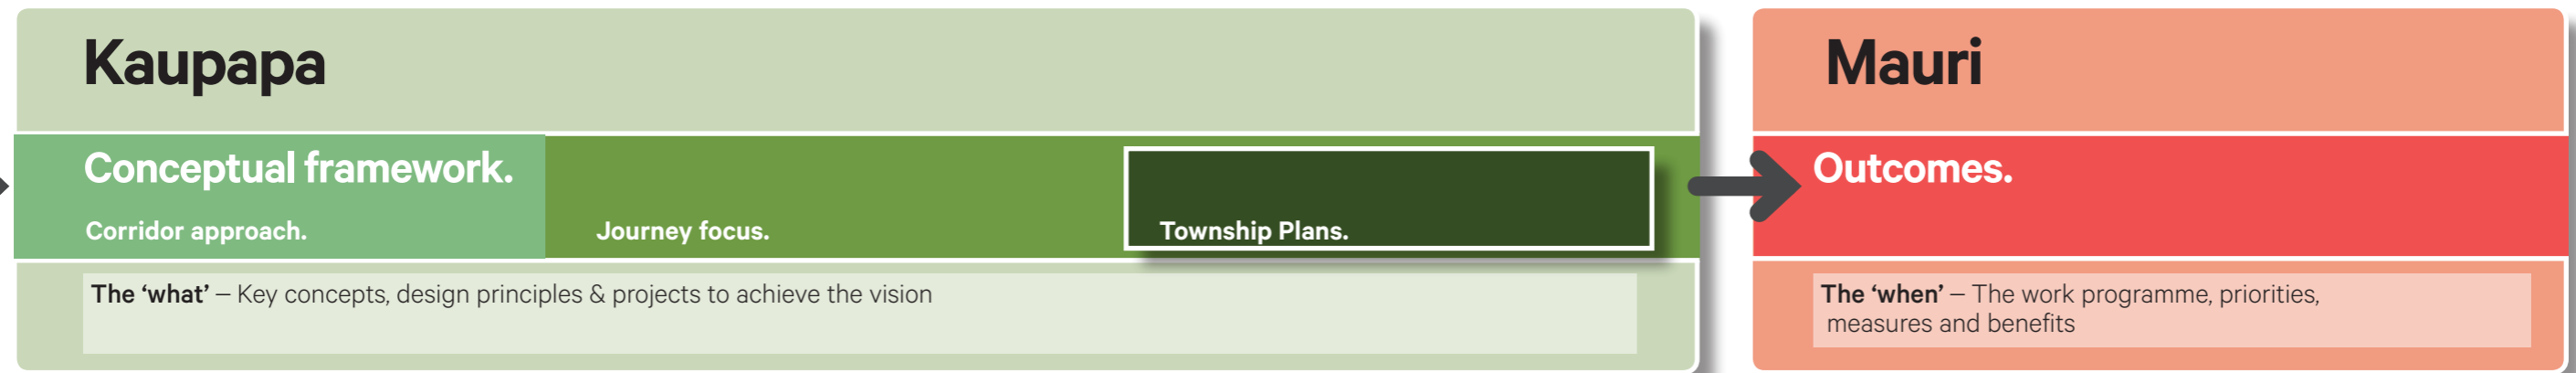 Kaupapa
Conceptual framework.
Corridor approach.
Journey focus.
Township Plans.
The ‘what’ – Key concepts, design principles & projects to achieve the vision
Mauri
Outcomes.
The ‘when’ – The work programme, priorities,
measures and benefits